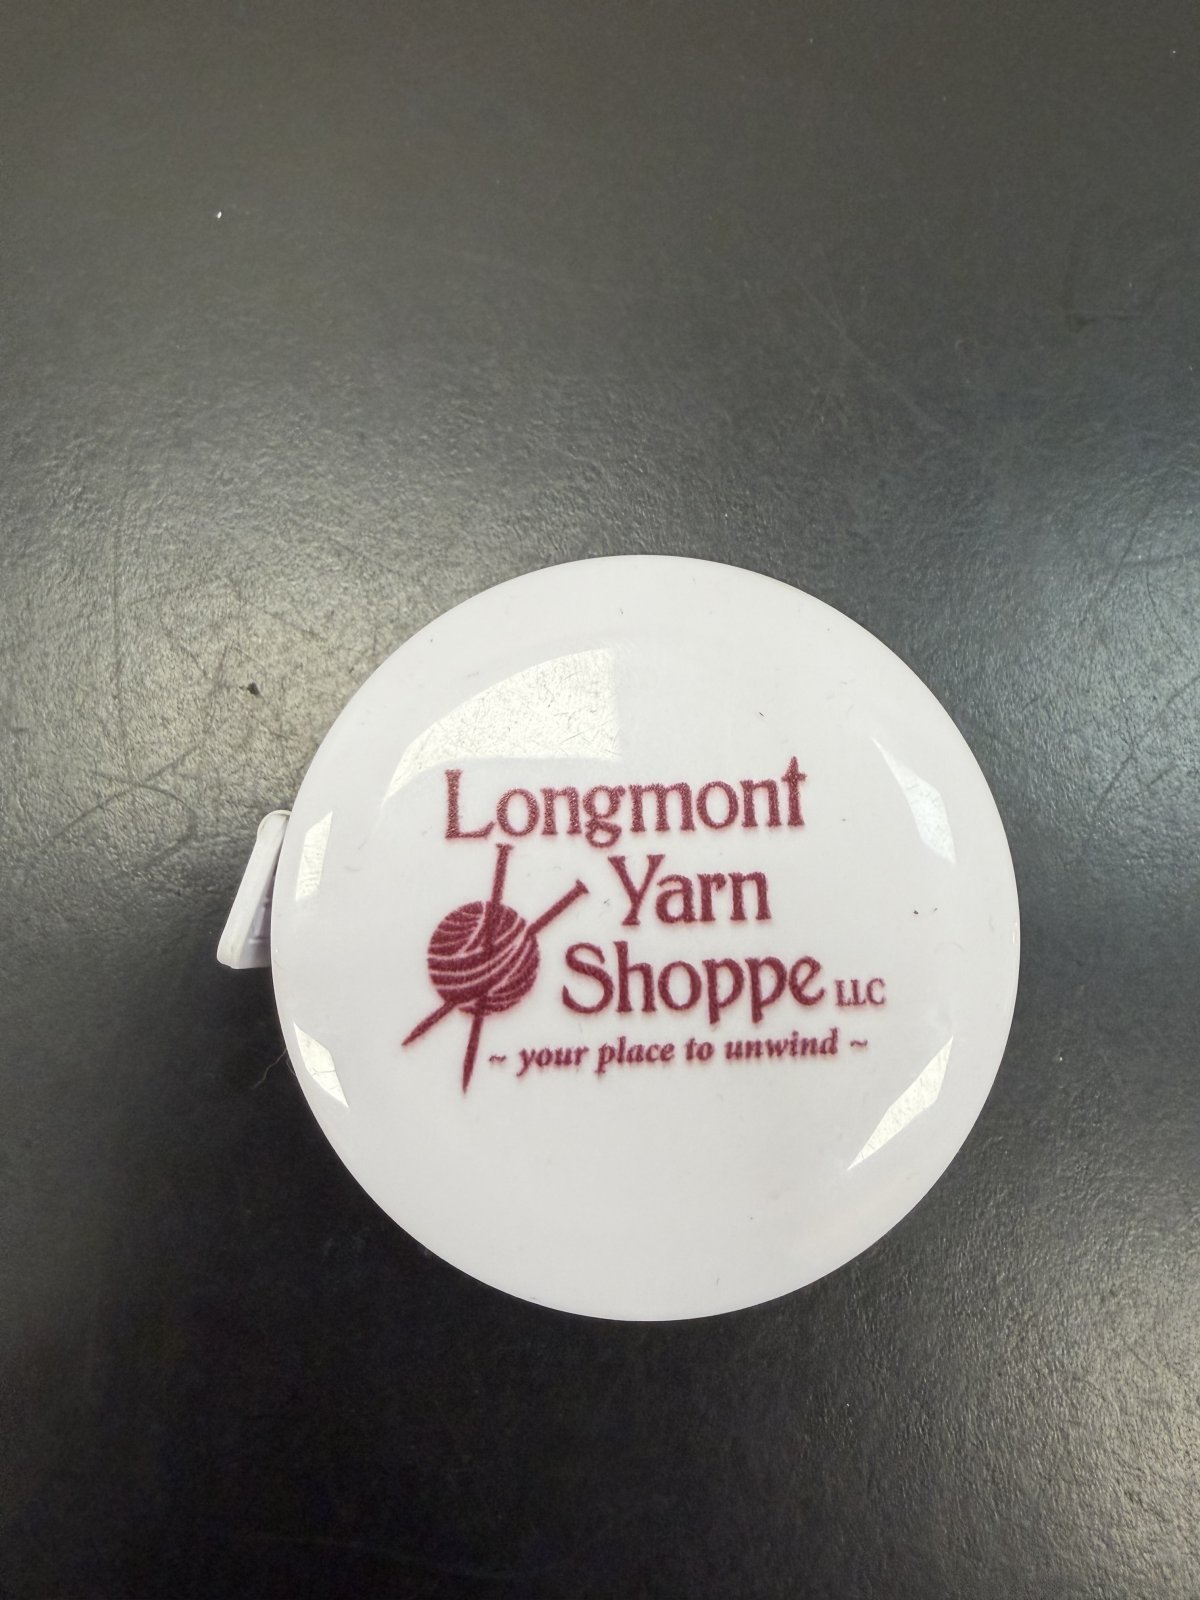 Longmont
Yarn
Shoppe LLC
~ your place to unwind ~